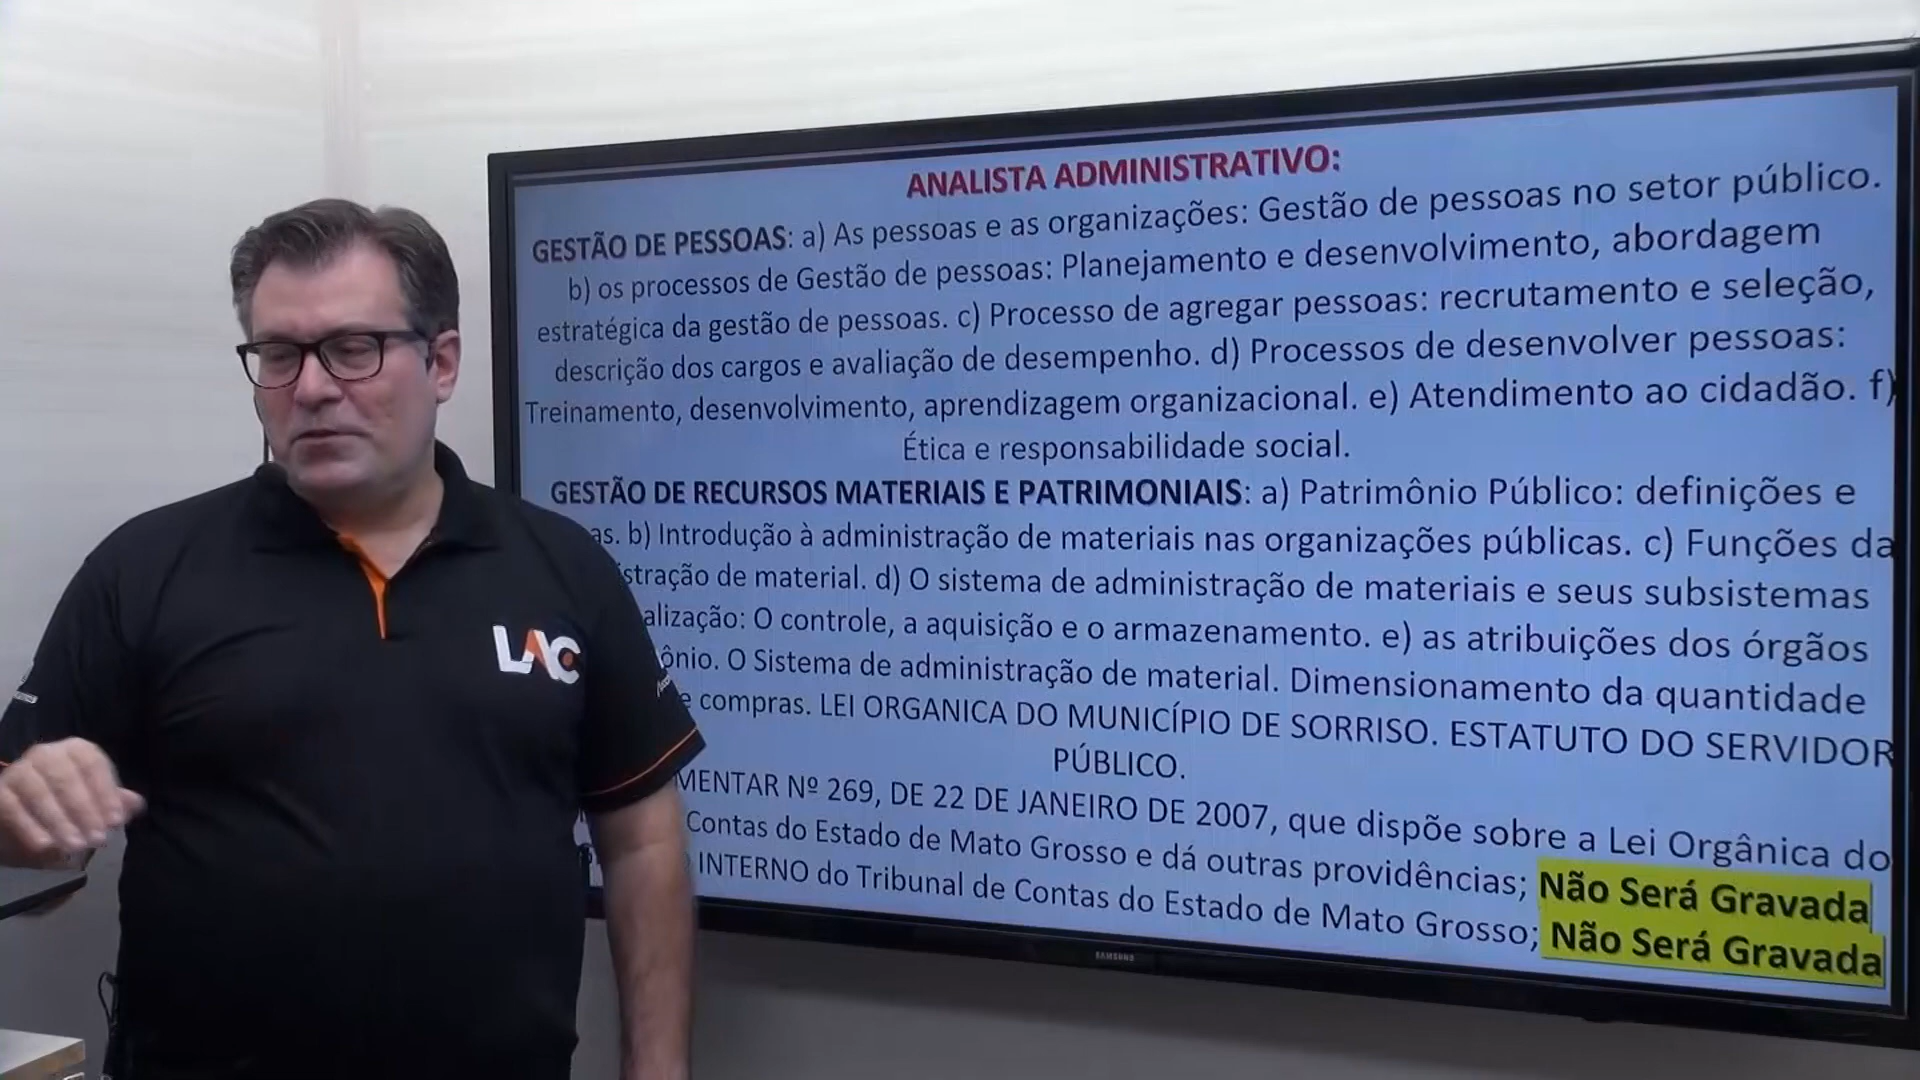 ANALISTA ADMINISTRATIVO:
GESTÃO DE PESSOAS: a) As pessoas e as organizações: Gestão de pessoas no setor público.
b) os processos de Gestão de pessoas: Planejamento e desenvolvimento, abordagem
estratégica da gestão de pessoas. c) Processo de agregar pessoas: recrutamento e seleção,
descrição dos cargos e avaliação de desempenho. d) Processos de desenvolver pessoas:
Treinamento, desenvolvimento, aprendizagem organizacional. e) Atendimento ao cidadão. f)
Ética e responsabilidade social.
GESTÃO DE RECURSOS MATERIAIS E PATRIMONIAIS: a) Patrimônio Público: definições e
as. b) Introdução à administração de materiais nas organizações públicas. c) Funções da
stração de material. d) O sistema de administração de materiais e seus subsistemas
alização: O controle, a aquisição e o armazenamento. e) as atribuições dos órgãos
ônio. O Sistema de administração de material. Dimensionamento da quantidade
e compras. LEI ORGANICA DO MUNICÍPIO DE SORRISO. ESTATUTO DO SERVIDOR
PÚBLICO.
MENTAR Nº 269, DE 22 DE JANEIRO DE 2007, que dispõe sobre a Lei Orgânica do
Contas do Estado de Mato Grosso e dá outras providências; Não Será Gravada
INTERNO do Tribunal de Contas do Estado de Mato Grosso; Não Será Gravada
SAMSUNG
LAC